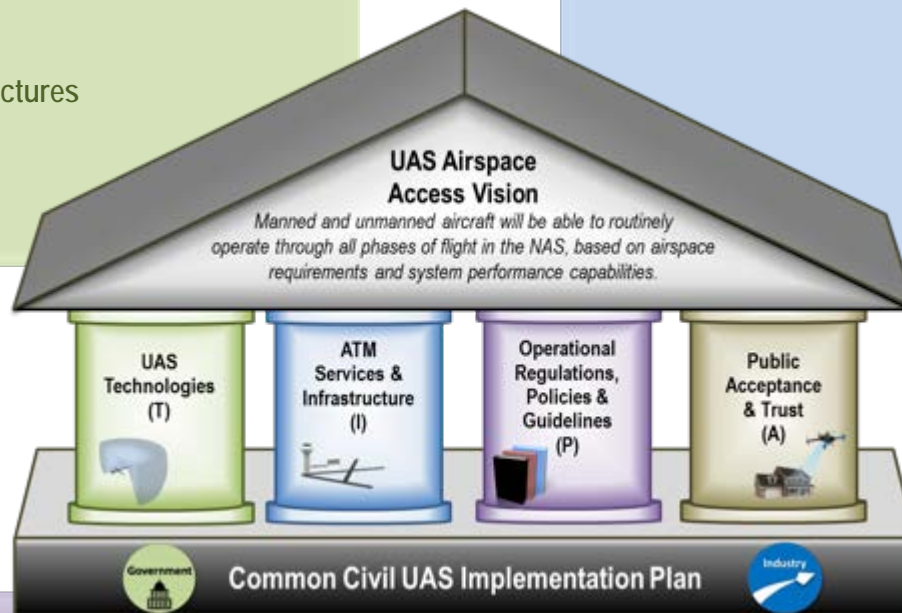 ctures
UAS Airspace
Access Vision
Manned and unmanned aircraft will be able to routinely
operate through all phases of flight in the NAS, based on airspace
requirements and system performance capabilities.
UAS
Technologies
(T)
ATM
Services &
Infrastructure
(I)
Operational
Regulations,
Policies &
Guidelines
(P)
Public
Acceptance
& Trust
(A)
Government
Common Civil UAS Implementation Plan
Industry